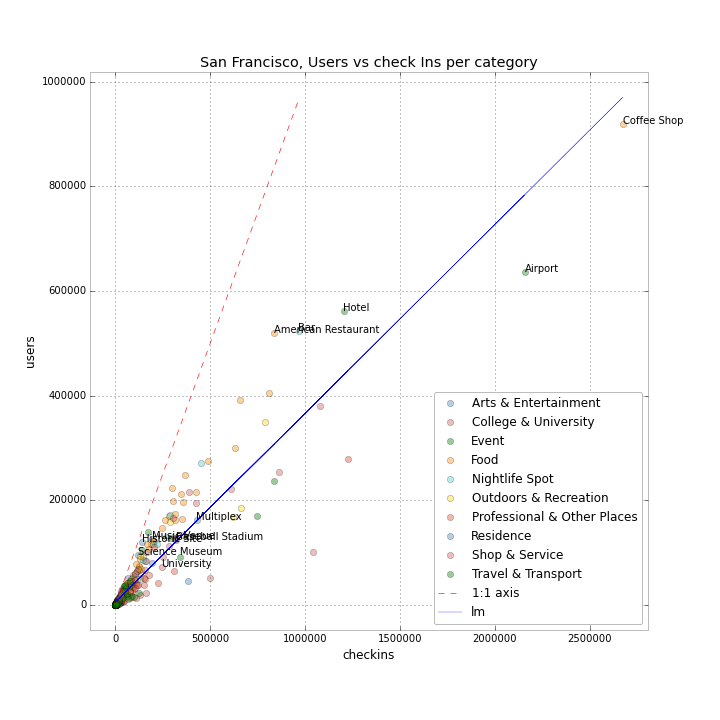 San Francisco, Users vs check Ins per category
1000000
800000
600000
400000
200000
0
users
Coffee Shop
Airport
Hotel
Bar
American Restaurant
Multiplex
Historic Site
Science Museum
University
Arts & Entertainment
College & University
Event
Food
Nightlife Spot
Outdoors & Recreation
Professional & Other Places
Residence
Shop & Service
Travel & Transport
1:1 axis
lm
0
500000
1000000
1500000
2000000
2500000
checkins